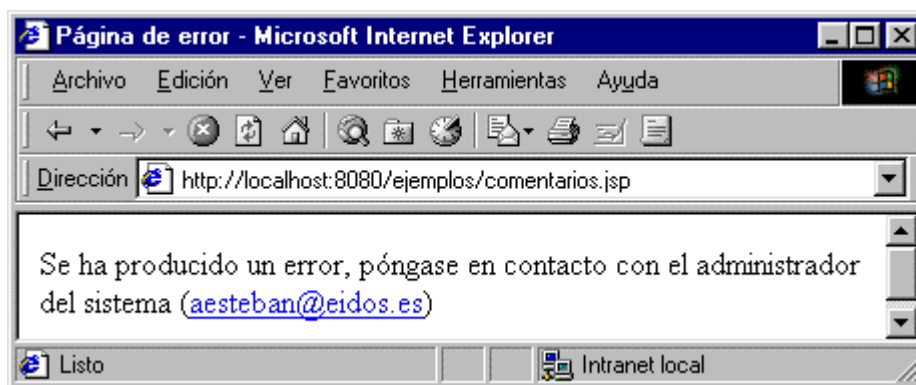 Página de error - Microsoft Internet Explorer
Archivo Edición Ver Favoritos Herramientas Ayuda
Dirección http://localhost:8080/ejemplos/comentarios.jsp
Se ha producido un error, póngase en contacto con el administrador
del sistema (aesteban@eidos.es)
Listo Intranet local